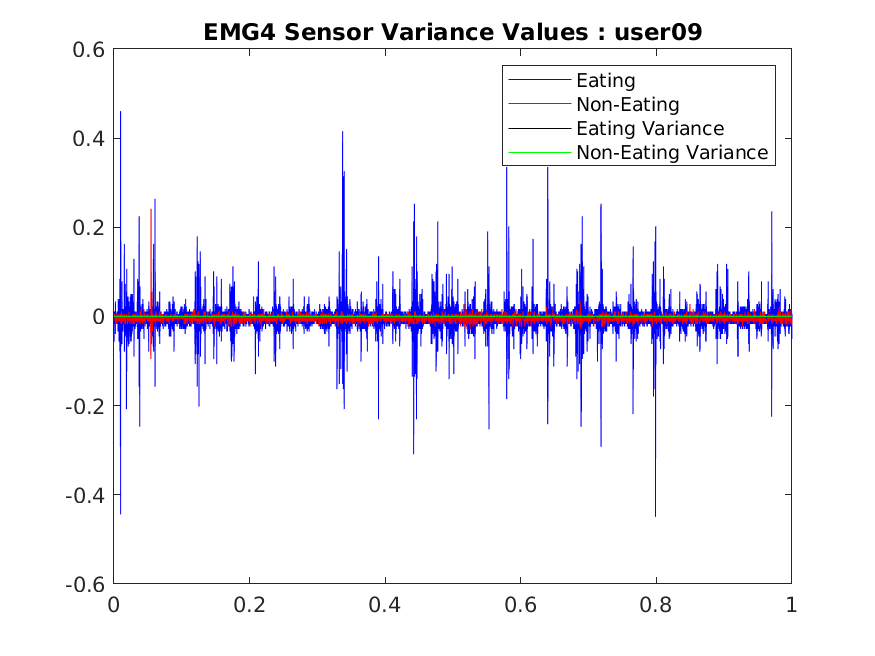 EMG4 Sensor Variance Values : user09
Eating
Non-Eating
Eating Variance
Non-Eating Variance
0.6
0.4
0.2
0
-0.2
-0.4
-0.6
0 0.2 0.4 0.6 0.8 1